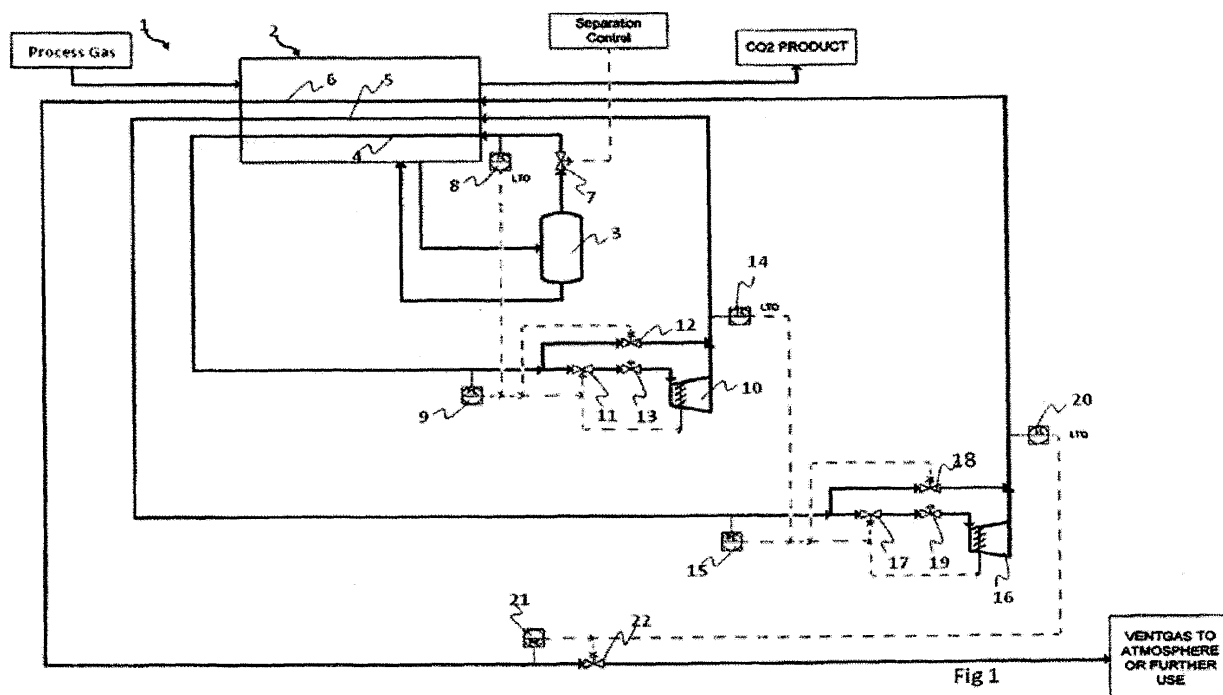 1
Process Gas
2
Separation
Control
CO2 PRODUCT
6
5
4
8
LTO
7
3
14
LTO
12
9
11
13
10
20
LTO
18
15
17
19
16
21
22
Fig 1
VENTGAS TO
ATMOSPHERE
OR FURTHER
USE